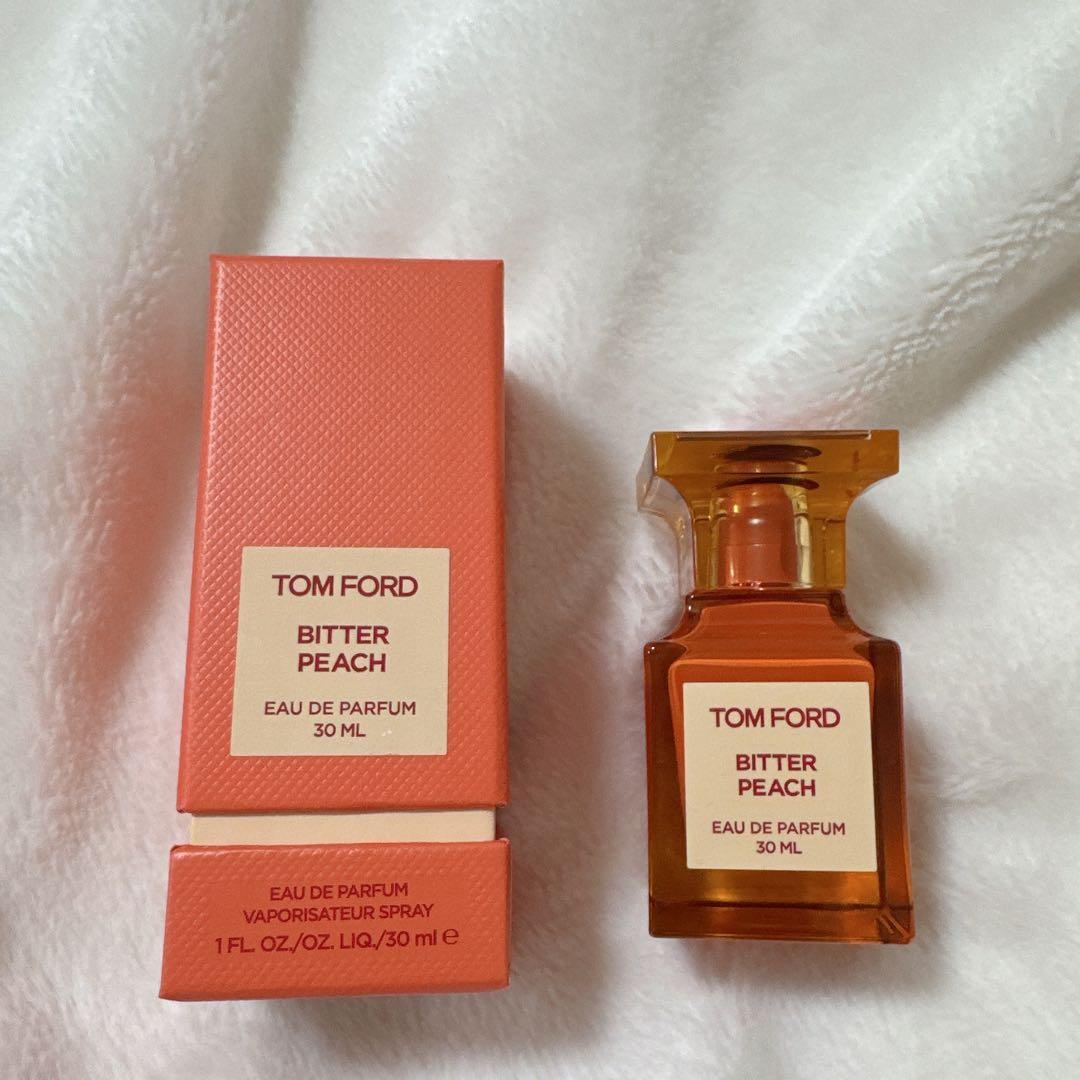 TOM FORD
BITTER
PEACH
EAU DE PARFUM
30 ML
EAU DE PARFUM
VAPORISATEUR SPRAY
1 FL. OZ./OZ. LIQ./30 ml e
TOM FORD
BITTER
PEACH
EAU DE PARFUM
30 ML